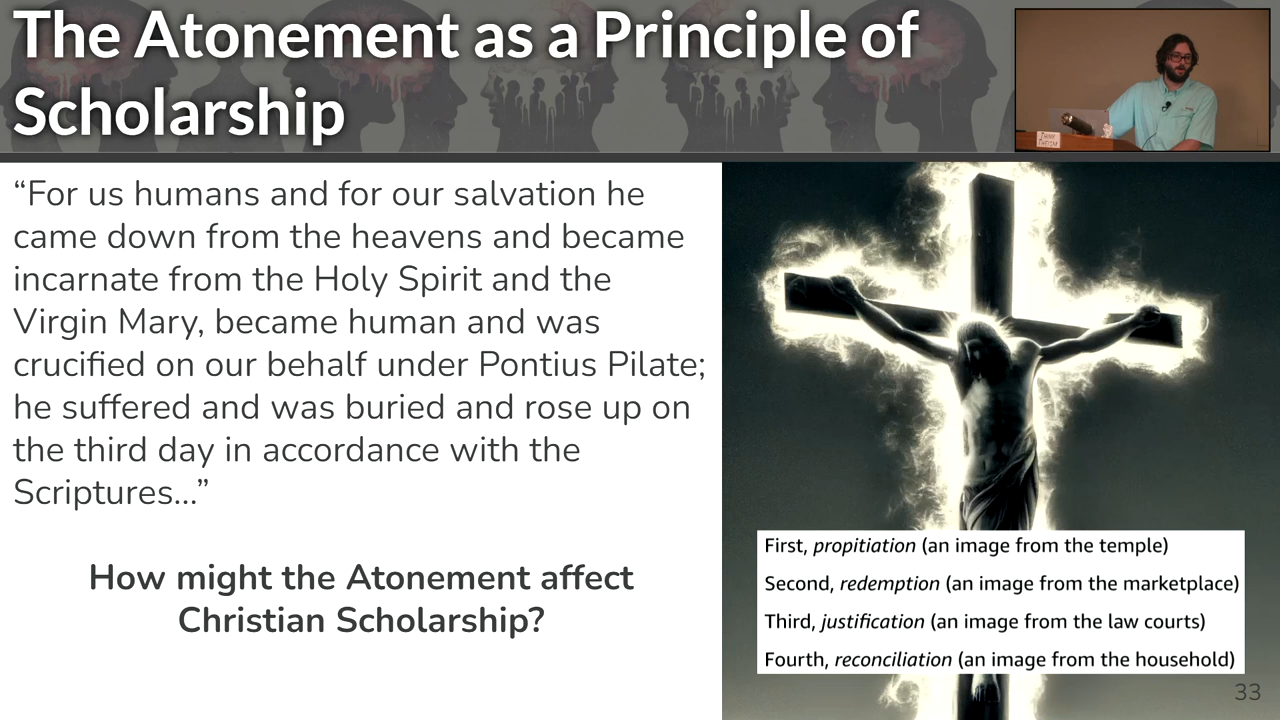 The Atonement as a Principle of
Scholarship
“For us humans and for our salvation he
came down from the heavens and became
incarnate from the Holy Spirit and the
Virgin Mary, became human and was
crucified on our behalf under Pontius Pilate;
he suffered and was buried and rose up on
the third day in accordance with the
Scriptures...”
How might the Atonement affect
Christian Scholarship?
First, propitiation (an image from the temple)
Second, redemption (an image from the marketplace)
Third, justification (an image from the law courts)
Fourth, reconciliation (an image from the household)
33